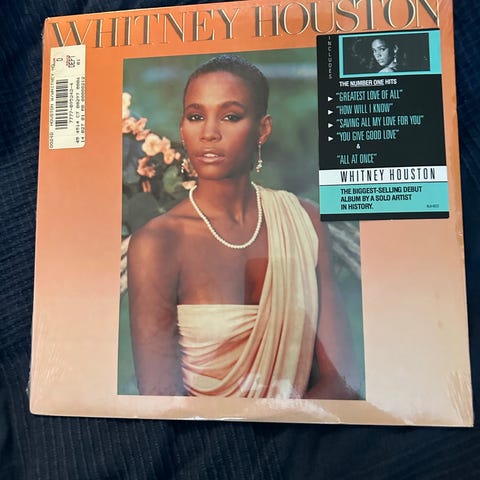 WHITNEY HOUSTON
INCLUDES
THE NUMBER ONE HITS
"GREATEST LOVE OF ALL"
"HOW WILL I KNOW"
"SAVING ALL MY LOVE FOR YOU"
"YOU GIVE GOOD LOVE"
&
"ALL AT ONCE"
WHITNEY HOUSTON
THE BIGGEST-SELLING DEBUT
ALBUM BY A SOLO ARTIST
IN HISTORY.